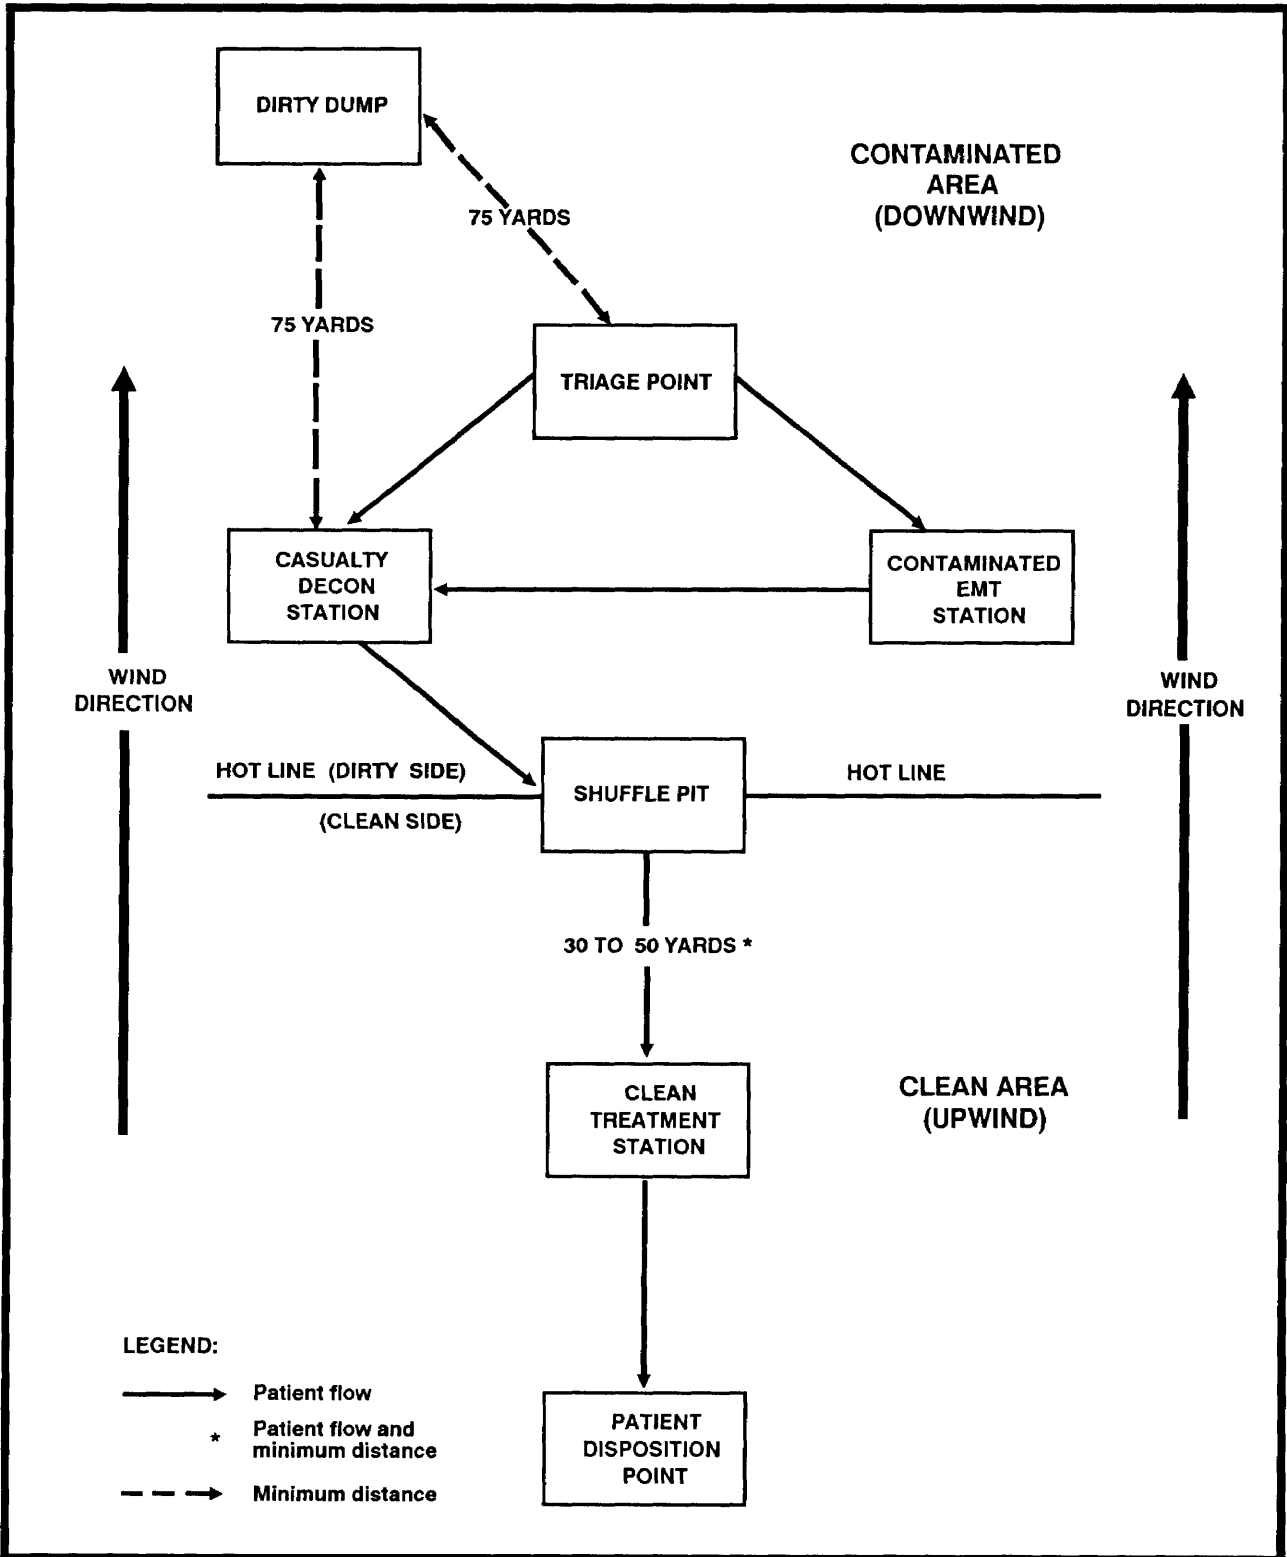 DIRTY DUMP
CONTAMINATED
AREA
(DOWNWIND)
75 YARDS
75 YARDS
TRIAGE POINT
CASUALTY
DECON
STATION
CONTAMINATED
EMT
STATION
WIND
DIRECTION
WIND
DIRECTION
HOT LINE (DIRTY SIDE)
(CLEAN SIDE)
SHUFFLE PIT
HOT LINE
30 TO 50 YARDS *
CLEAN
TREATMENT
STATION
CLEAN AREA
(UPWIND)
LEGEND:
Patient flow
* Patient flow and
minimum distance
Minimum distance
PATIENT
DISPOSITION
POINT